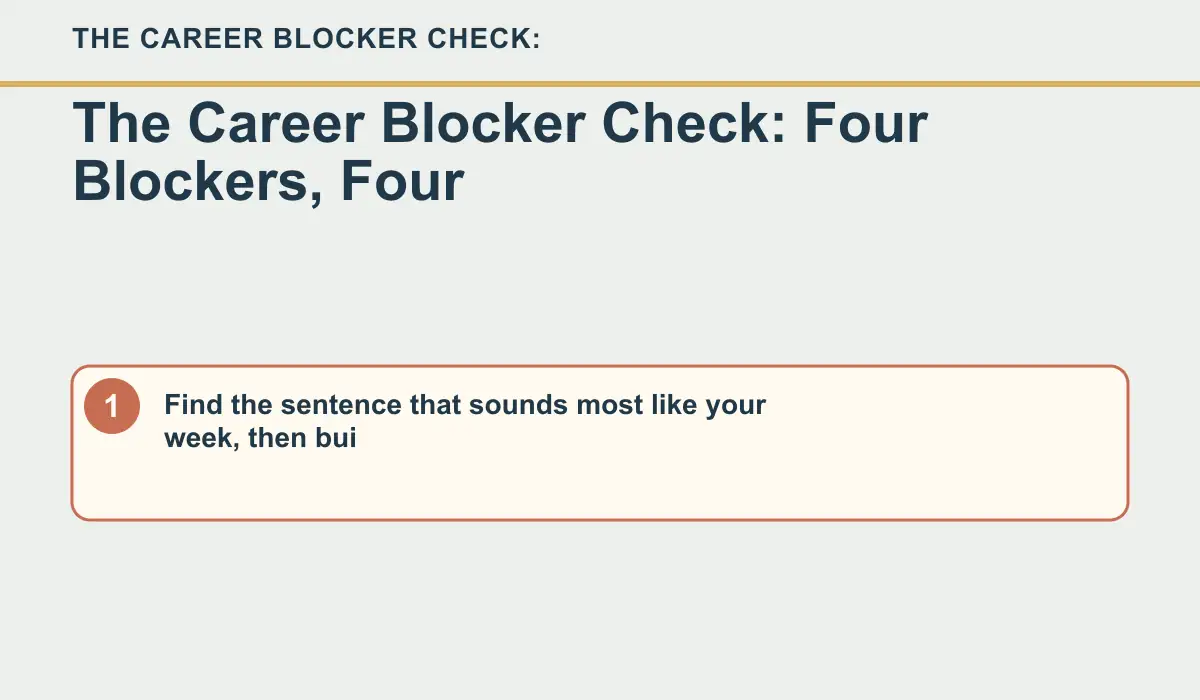 THE CAREER BLOCKER CHECK:
The Career Blocker Check: Four
Blockers, Four
1
Find the sentence that sounds most like your
week, then bui